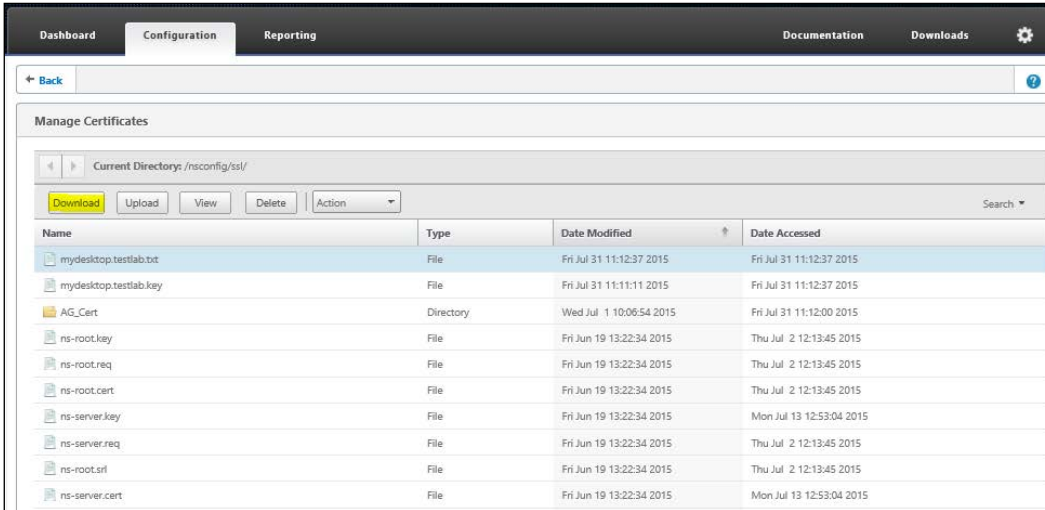 Dashboard Configuration Reporting Documentation Downloads
Back
Manage Certificates
Current Directory: /nsconfig/ssl/
Download Upload View Delete Action Search
Name Type Date Modified Date Accessed
mydesktop.testlab.txt File Fri Jul 31 11:12:37 2015 Fri Jul 31 11:12:37 2015
mydesktop.testlab.key File Fri Jul 31 11:11:11 2015 Fri Jul 31 11:12:37 2015
AG_Cert Directory Wed Jul 1 10:06:54 2015 Fri Jul 31 11:12:00 2015
ns-root.key File Fri Jun 19 13:22:34 2015 Thu Jul 2 12:13:45 2015
ns-root.req File Fri Jun 19 13:22:34 2015 Thu Jul 2 12:13:45 2015
ns-root.cert File Fri Jun 19 13:22:34 2015 Thu Jul 2 12:13:45 2015
ns-server.key File Fri Jun 19 13:22:34 2015 Mon Jul 13 12:53:04 2015
ns-server.req File Fri Jun 19 13:22:34 2015 Thu Jul 2 12:13:45 2015
ns-root.srl File Fri Jun 19 13:22:34 2015 Thu Jul 2 12:13:45 2015
ns-server.cert File Fri Jun 19 13:22:34 2015 Mon Jul 13 12:53:04 2015